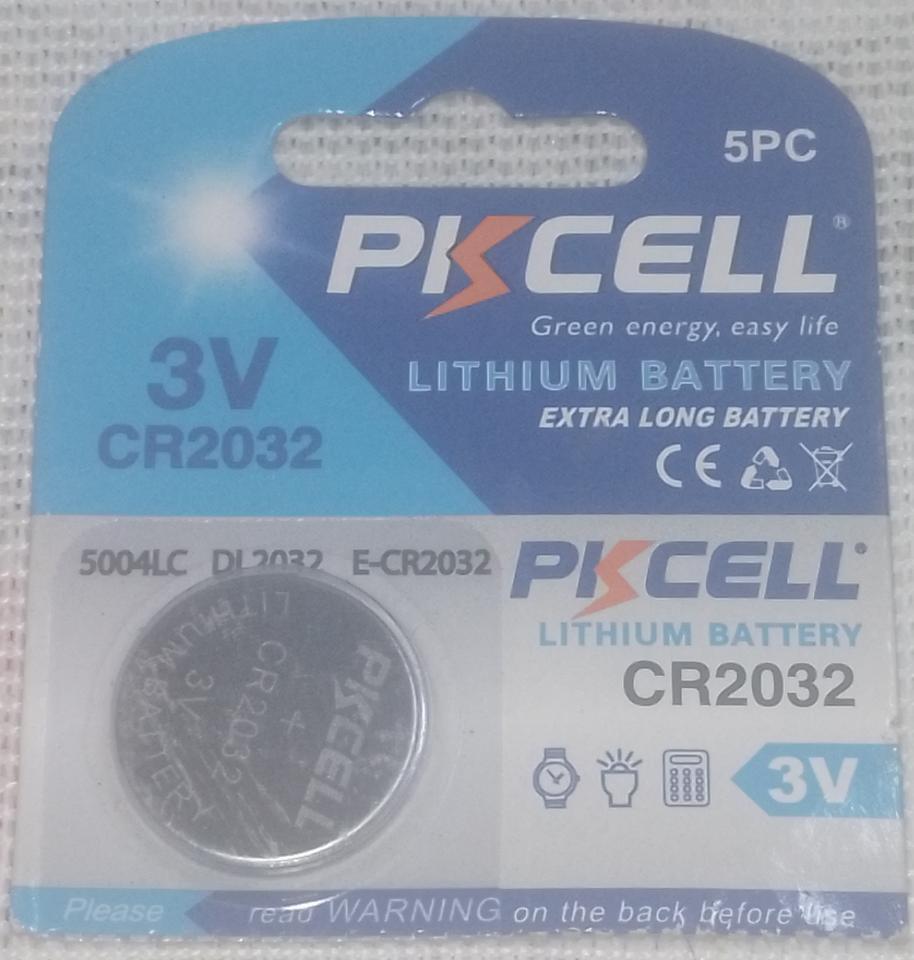 5PC
PKCELL®
Green energy, easy life
LITHIUM BATTERY
EXTRA LONG BATTERY
CE
3V
CR2032
5004LC DL2032 E-CR2032
LITHIUM BATTERY
3V
CR2032
+
PKCELL
PKCELL®
LITHIUM BATTERY
CR2032
3V
Please read WARNING on the back before use